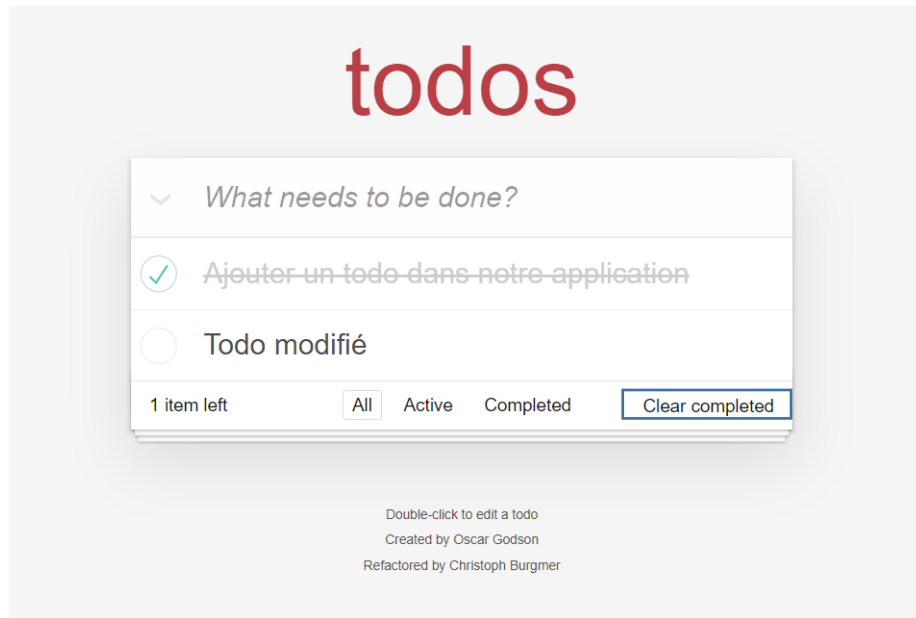 todos
What needs to be done?
Ajouter un todo dans notre application
Todo modifié
1 item left All Active Completed Clear completed
Double-click to edit a todo
Created by Oscar Godson
Refactored by Christoph Burgmer